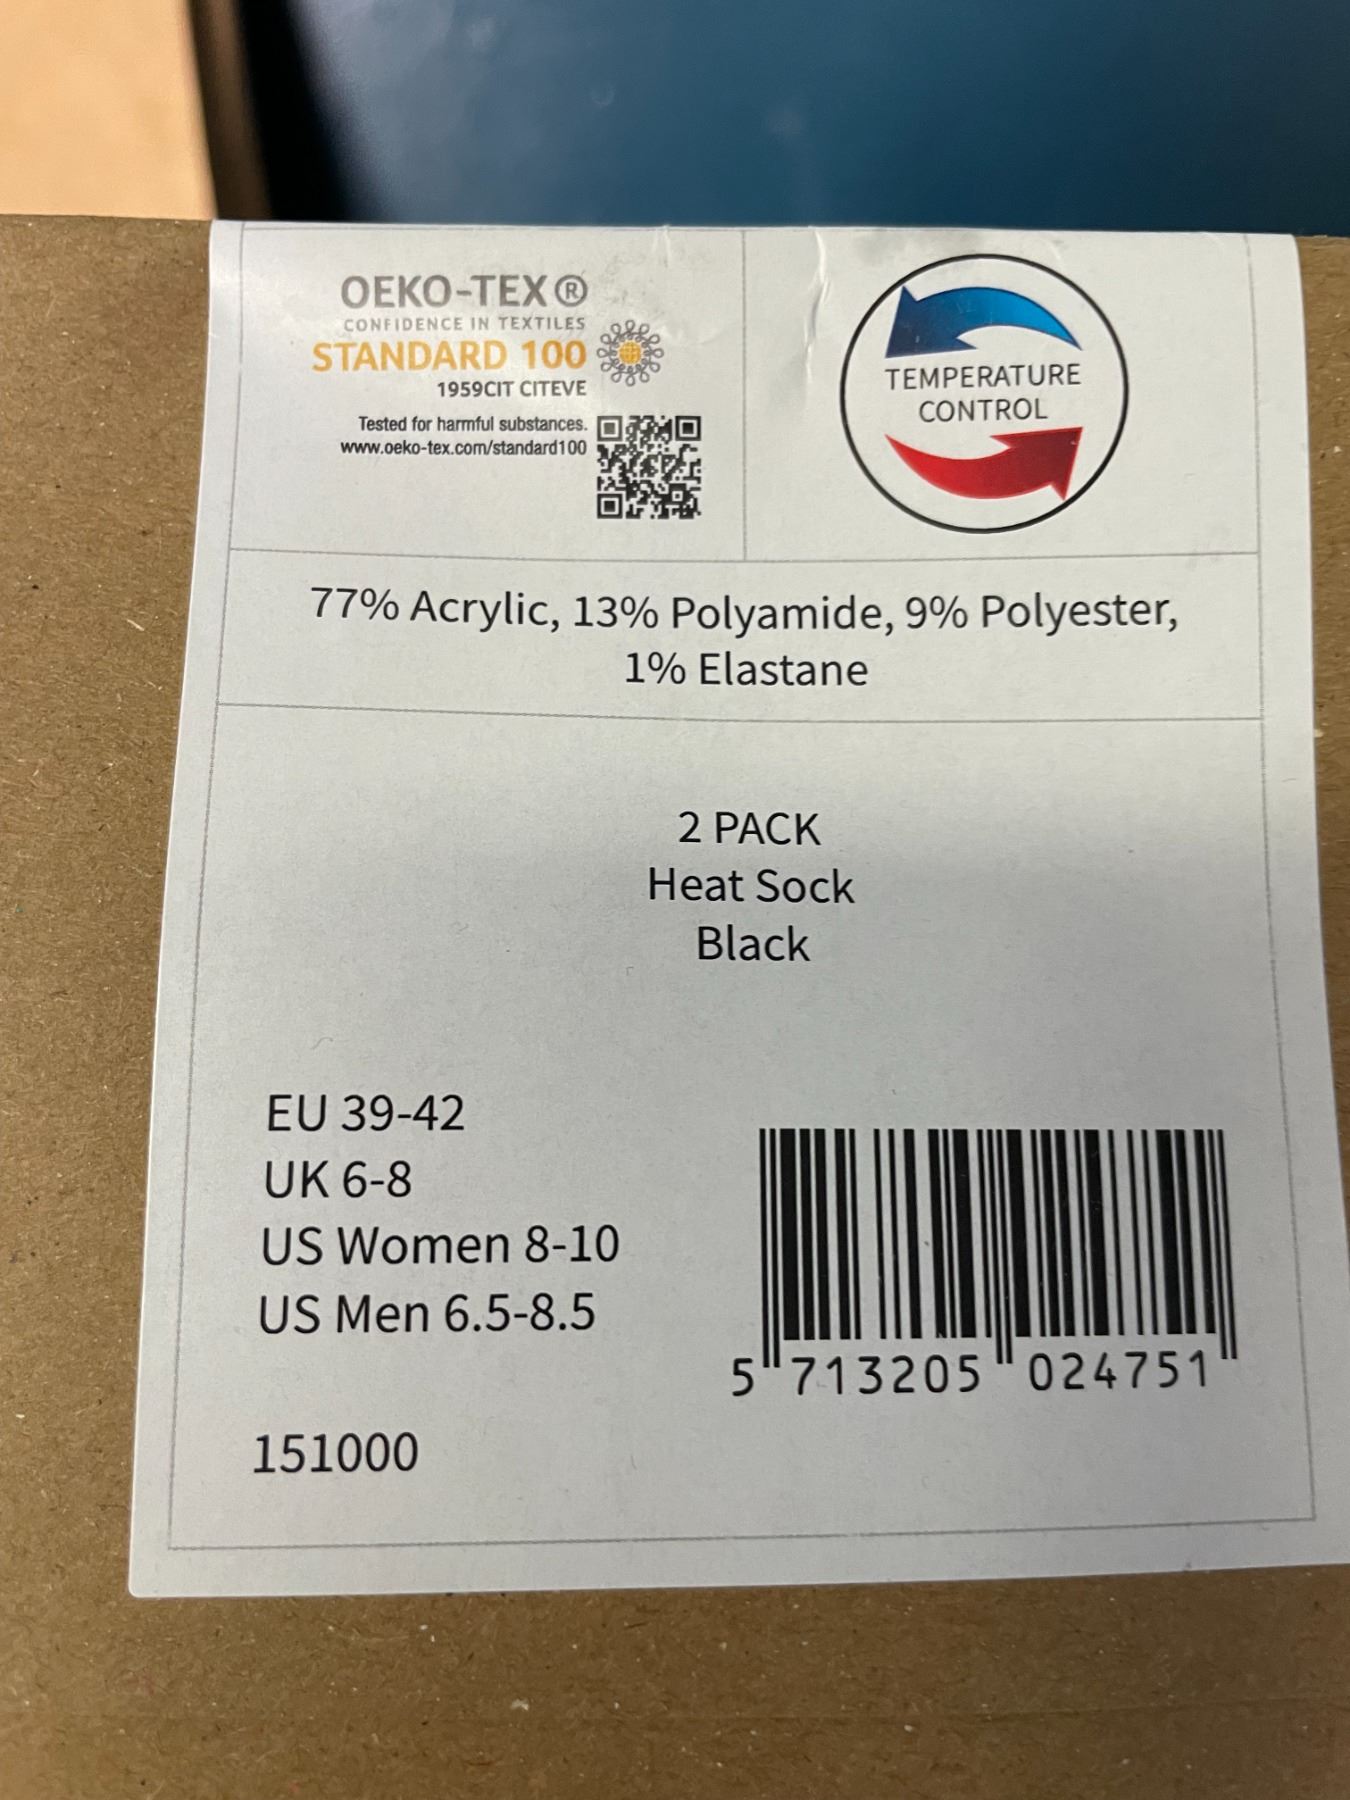 OEKO-TEX®
CONFIDENCE IN TEXTILES
STANDARD 100
1959CIT CITEVE
Tested for harmful substances.
www.oeko-tex.com/standard100
TEMPERATURE
CONTROL
77% Acrylic, 13% Polyamide, 9% Polyester,
1% Elastane
2 PACK
Heat Sock
Black
EU 39-42
UK 6-8
US Women 8-10
US Men 6.5-8.5
151000
5 713205 024751